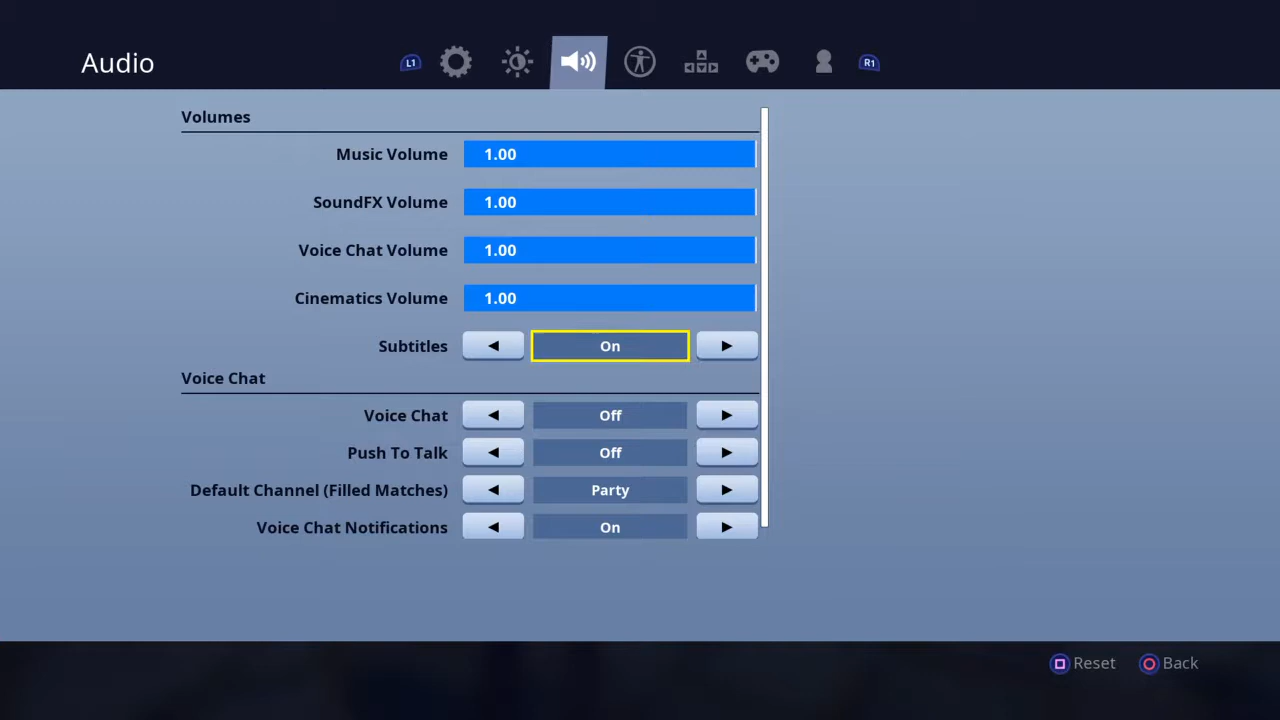 Audio
L1
R1
Volumes
Music Volume 1.00
SoundFX Volume 1.00
Voice Chat Volume 1.00
Cinematics Volume 1.00
Subtitles On
Voice Chat
Voice Chat Off
Push To Talk Off
Default Channel (Filled Matches) Party
Voice Chat Notifications On
Reset Back